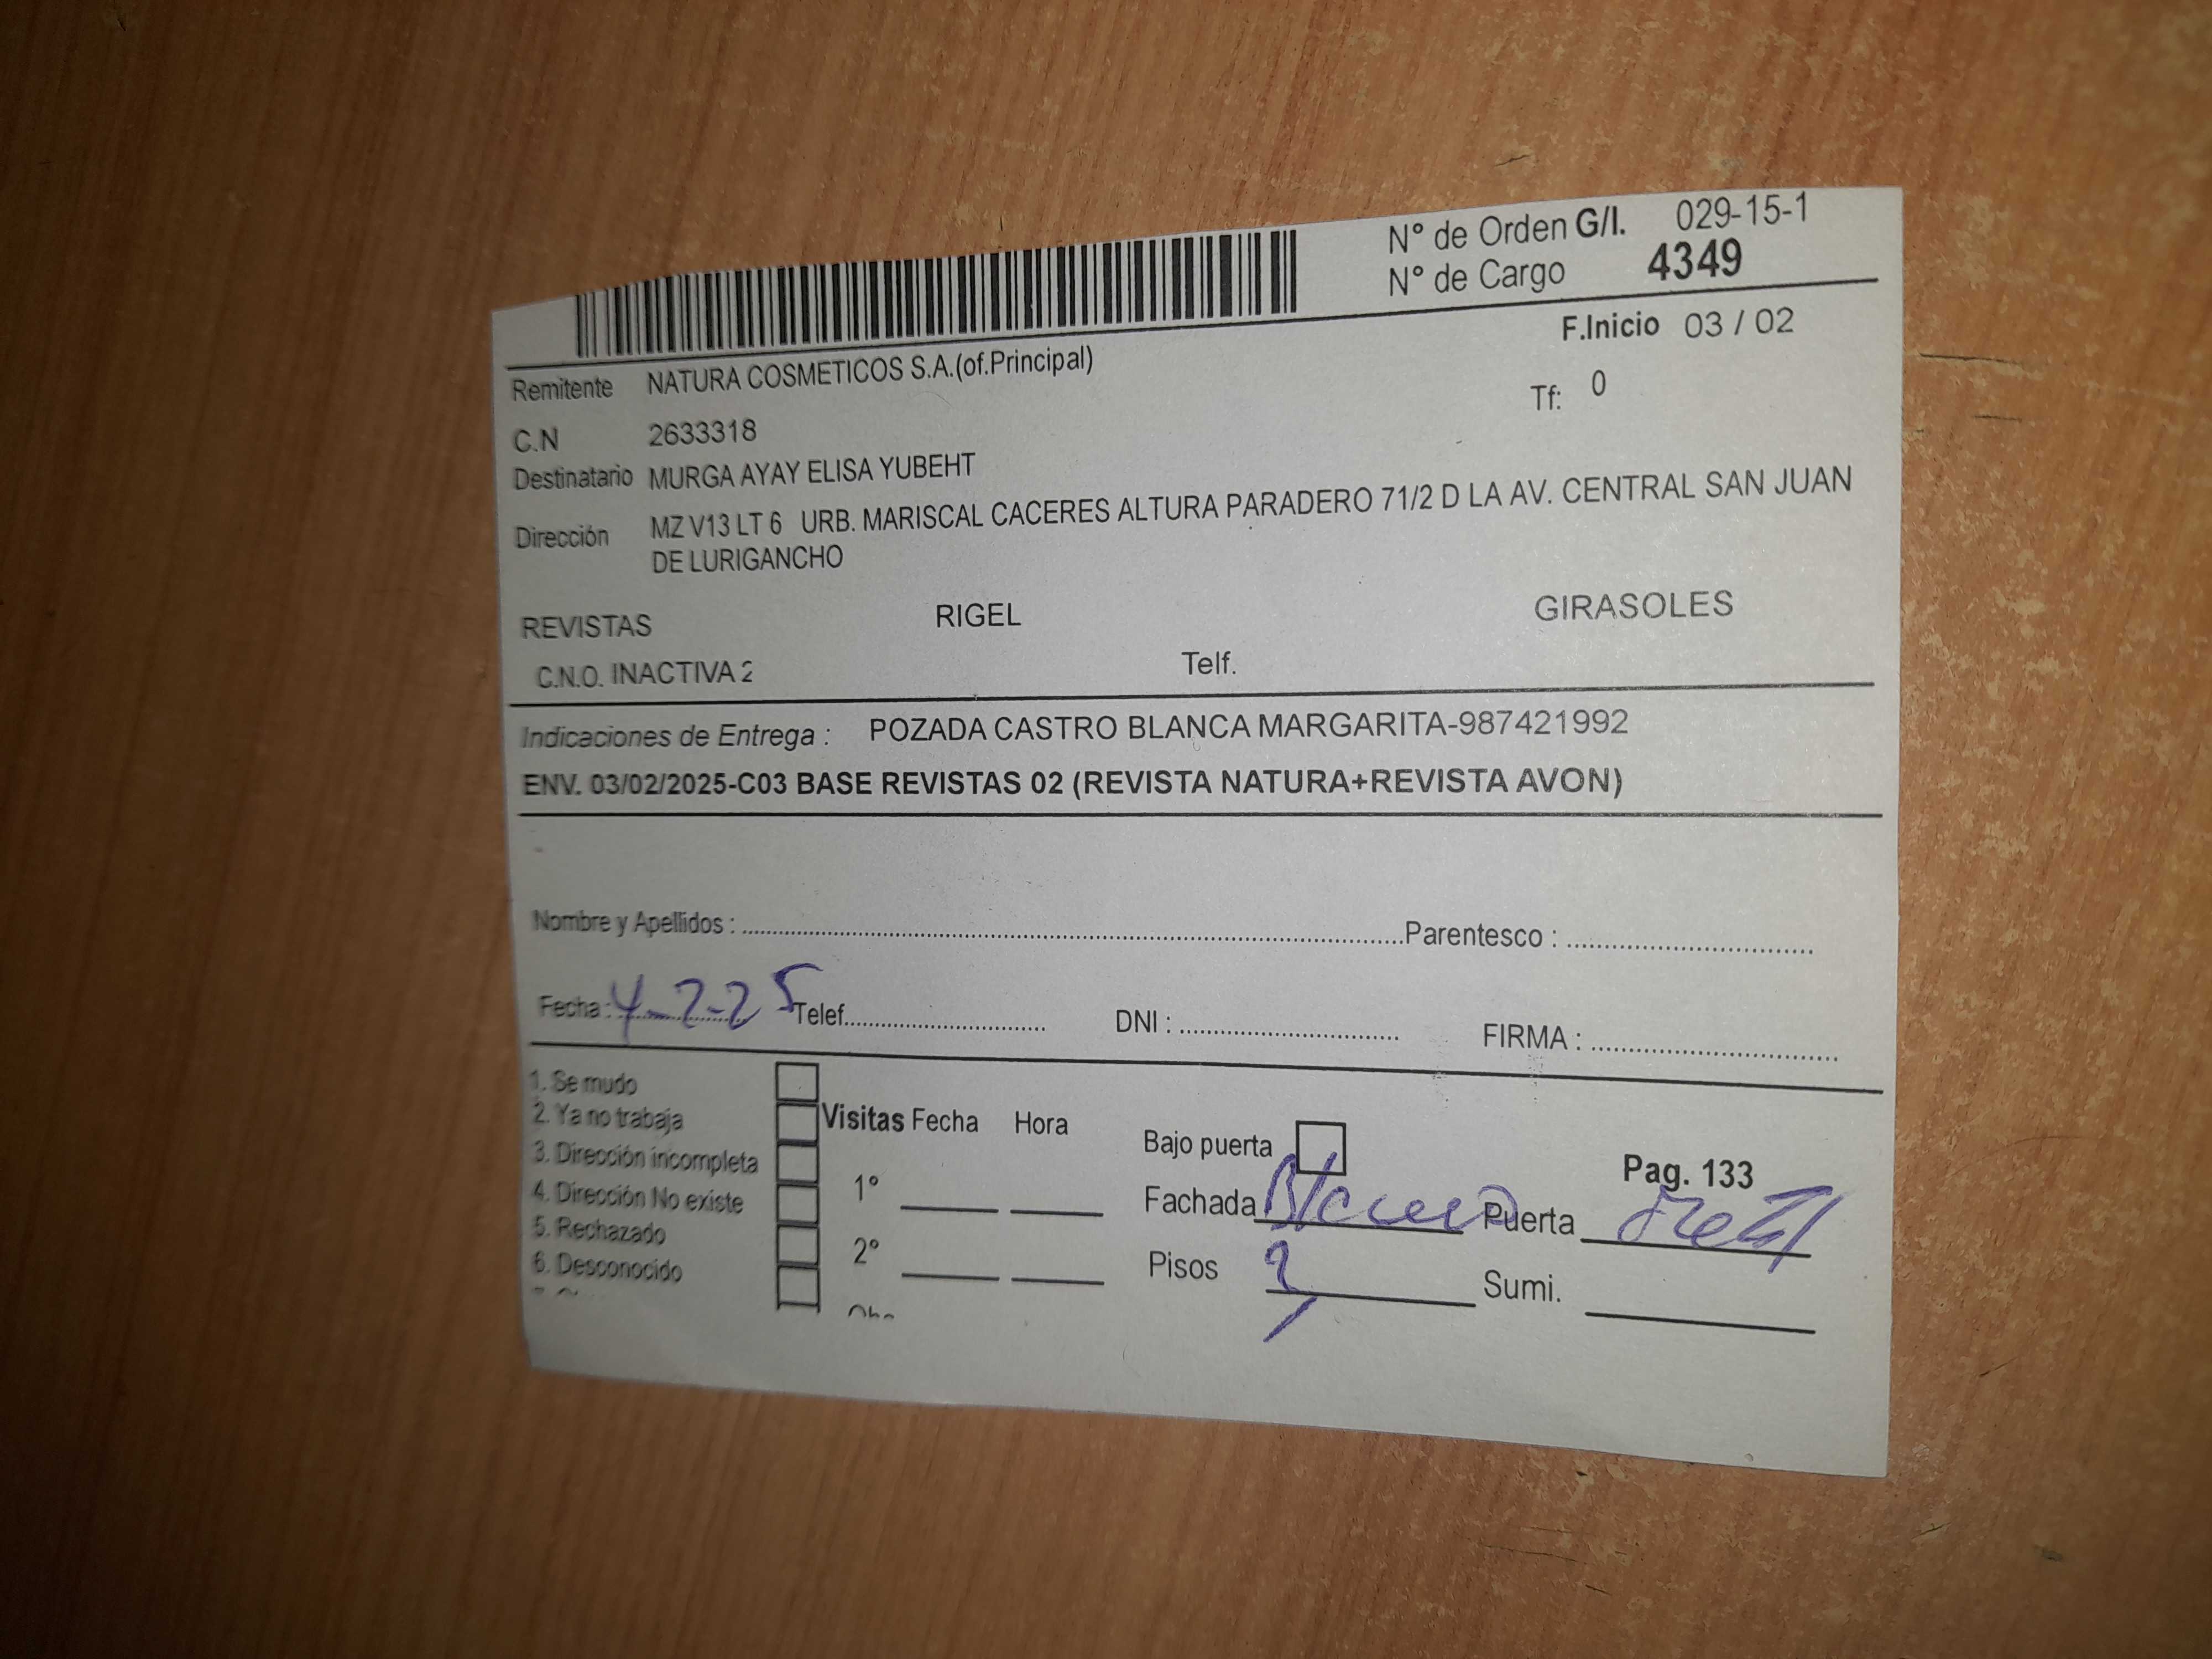 N° de Orden G/I. 029-15-1
N° de Cargo 4349
F.Inicio 03 / 02
Remitente NATURA COSMETICOS S.A.(of.Principal)
Tf: 0
C.N 2633318
Destinatario MURGA AYAY ELISA YUBEHT
Dirección MZ V13 LT 6 URB. MARISCAL CACERES ALTURA PARADERO 71/2 D LA AV. CENTRAL SAN JUAN
DE LURIGANCHO
REVISTAS RIGEL GIRASOLES
C.N.O. INACTIVA 2 Telf.
Indicaciones de Entrega : POZADA CASTRO BLANCA MARGARITA-987421992
ENV. 03/02/2025-C03 BASE REVISTAS 02 (REVISTA NATURA+REVISTA AVON)
Nombre y Apellidos : Parentesco :
Fecha : 4-2-25 Telef. DNI : FIRMA :
1. Se mudo
2. Ya no trabaja
3. Dirección incompleta
4. Dirección No existe
5. Rechazado
6. Desconocido
Visitas Fecha Hora
1°
2°
Bajo puerta
Pag. 133
Fachada Puerta
Pisos Sumi.